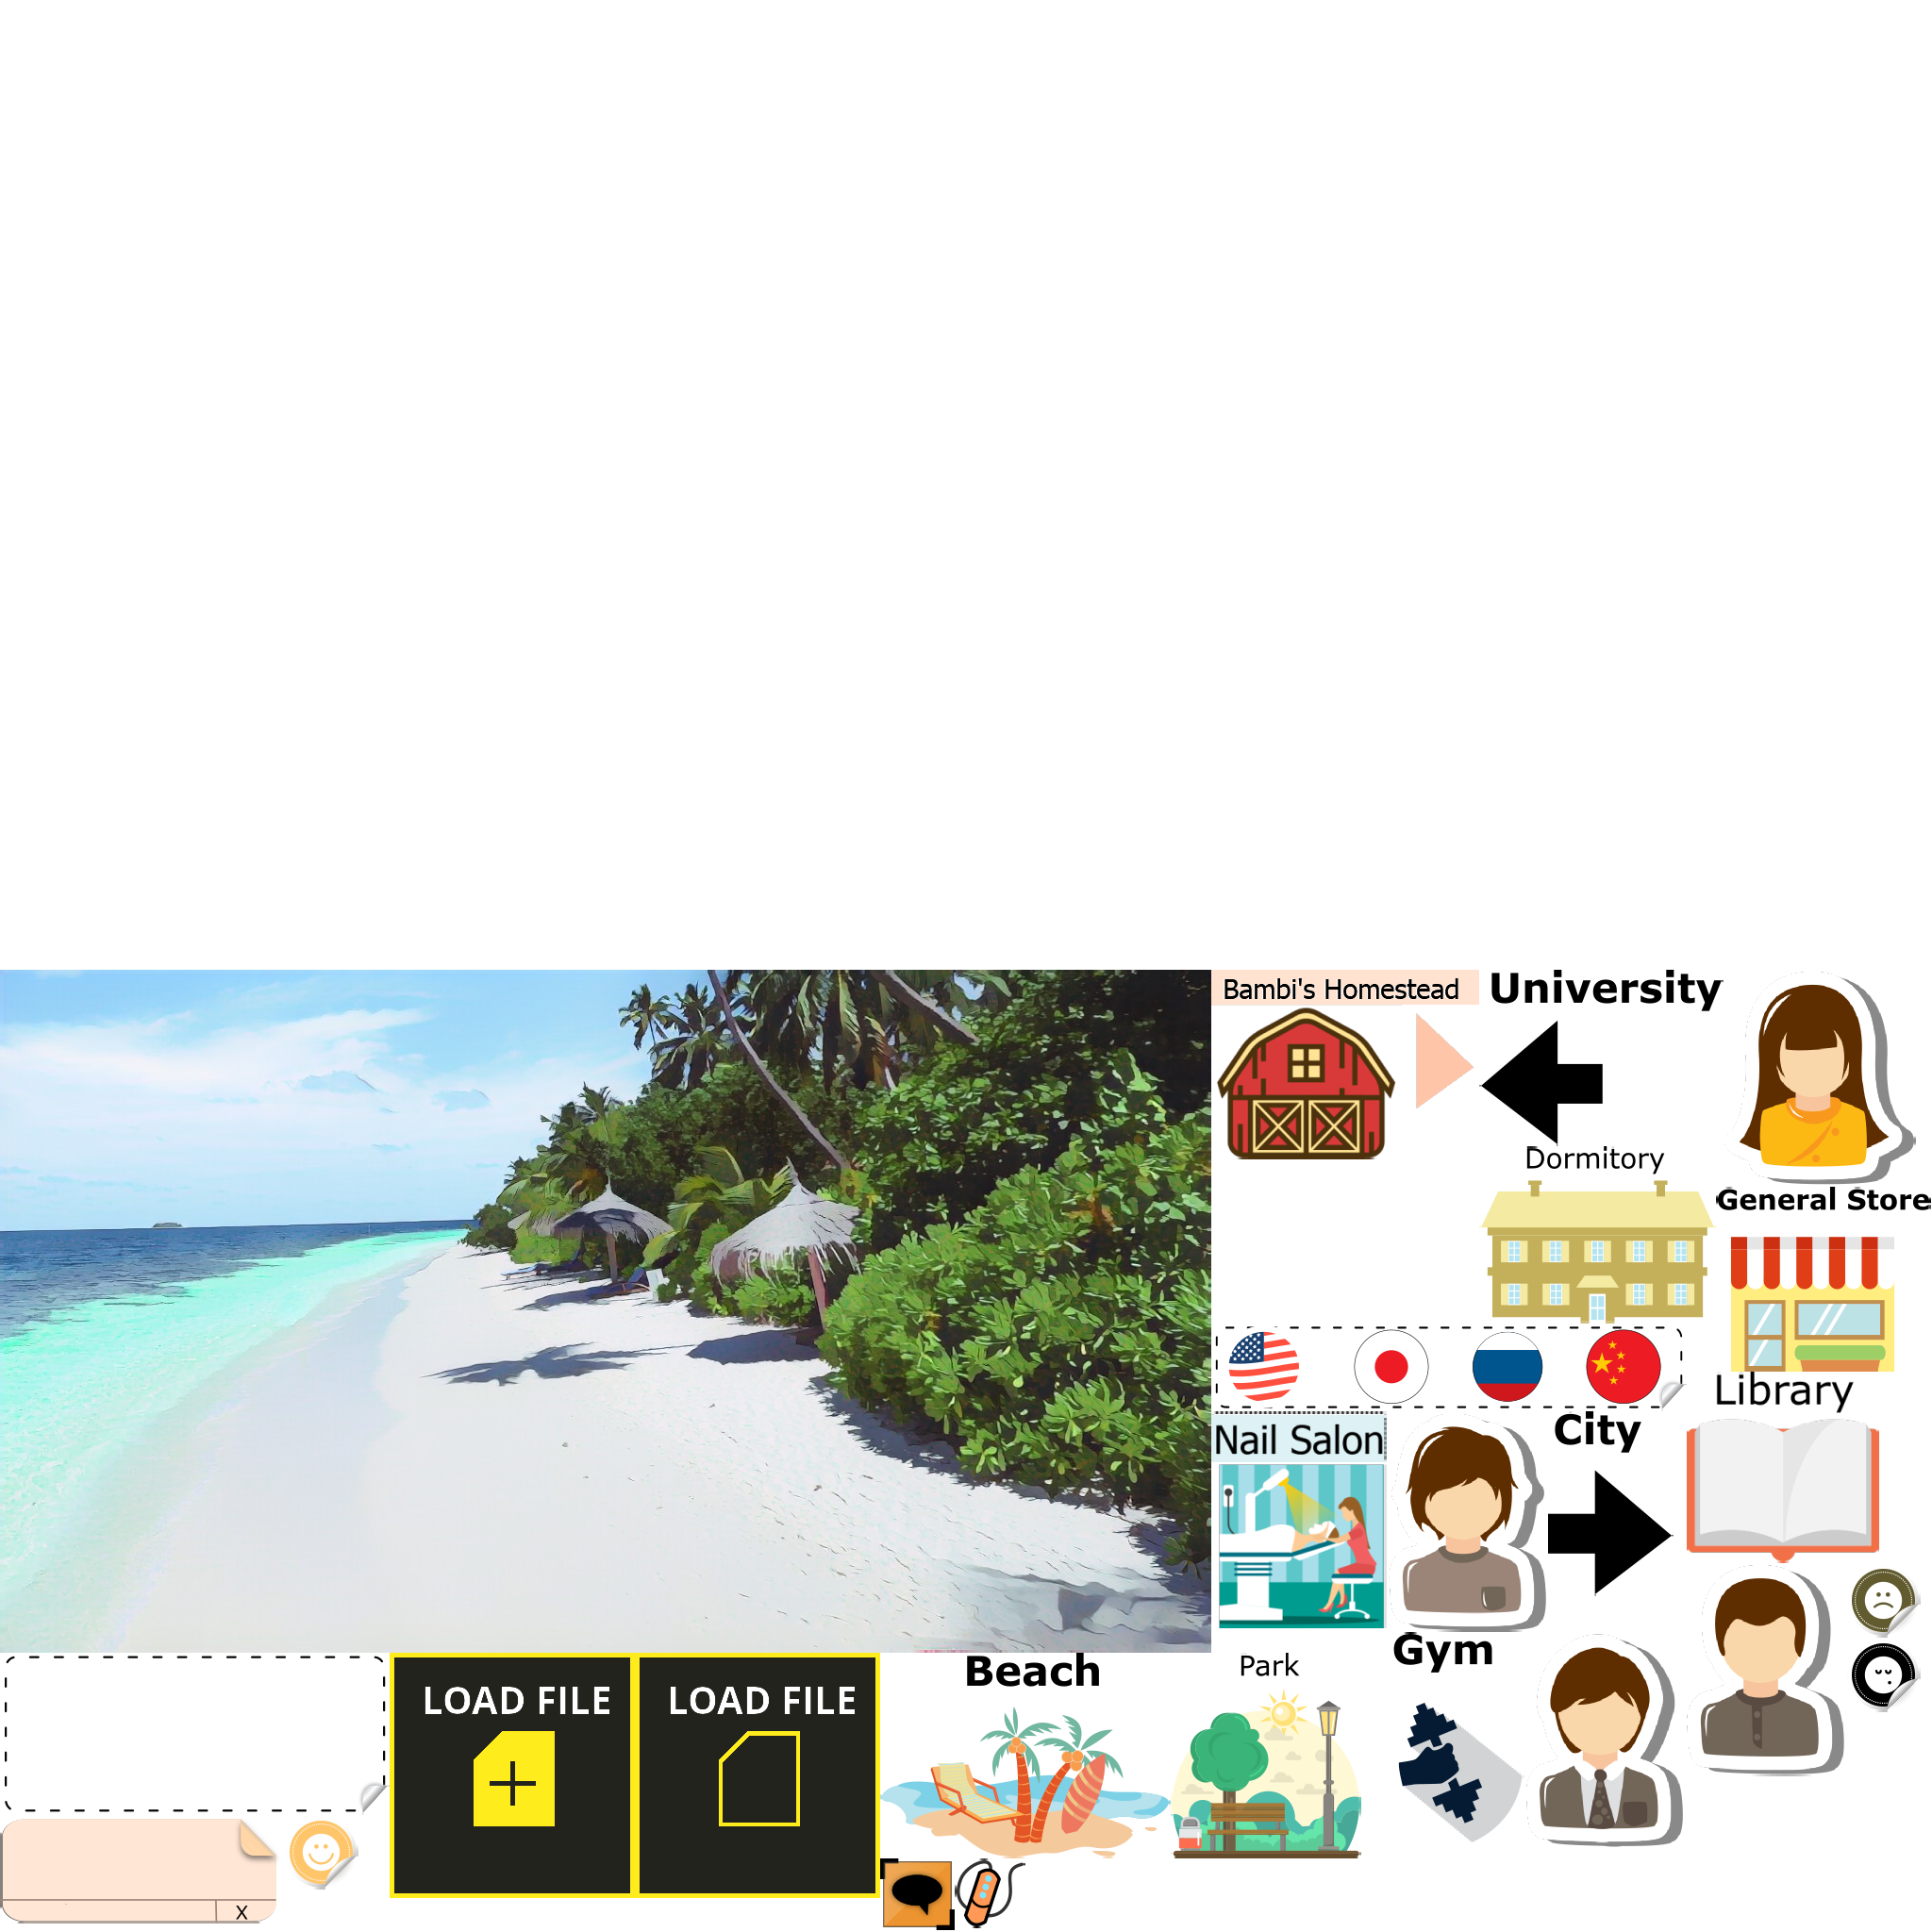 Bambi's Homestead
University
Dormitory
General Store
Library
Nail Salon
City
Gym
LOAD FILE
LOAD FILE
Beach
Park
X